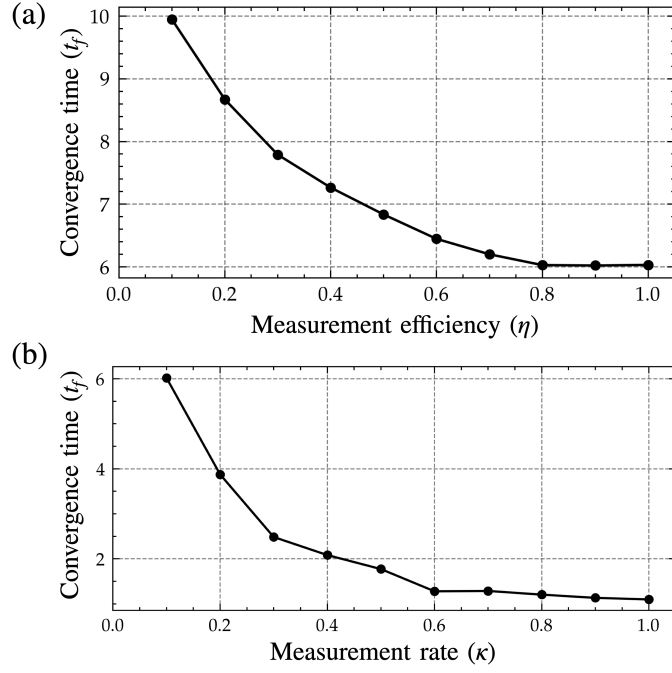 (a)
Convergence time (t_f)
10
9
8
7
6
0.0 0.2 0.4 0.6 0.8 1.0
Measurement efficiency (η)
(b)
Convergence time (t_f)
6
4
2
0.0 0.2 0.4 0.6 0.8 1.0
Measurement rate (κ)